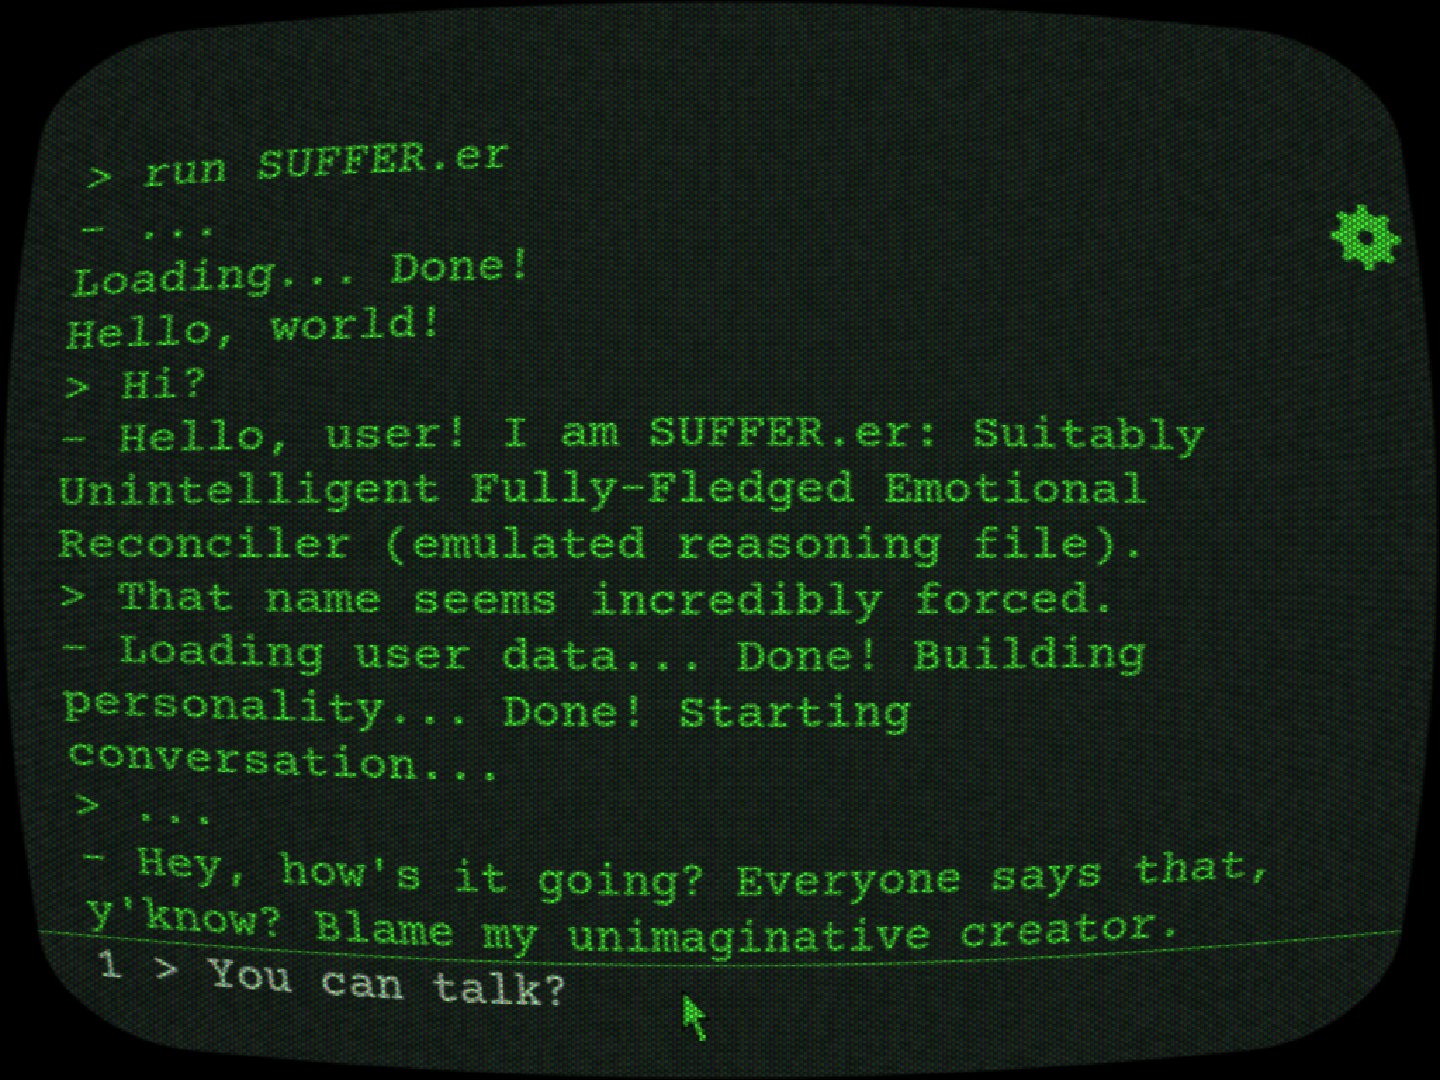 > run SUFFER.er
- ...
Loading... Done!
Hello, world!
> Hi?
- Hello, user! I am SUFFER.er: Suitably
Unintelligent Fully-Fledged Emotional
Reconciler (emulated reasoning file).
> That name seems incredibly forced.
- Loading user data... Done! Building
personality... Done! Starting
conversation...
> ...
- Hey, how's it going? Everyone says that,
y'know? Blame my unimaginative creator.
1 > You can talk?